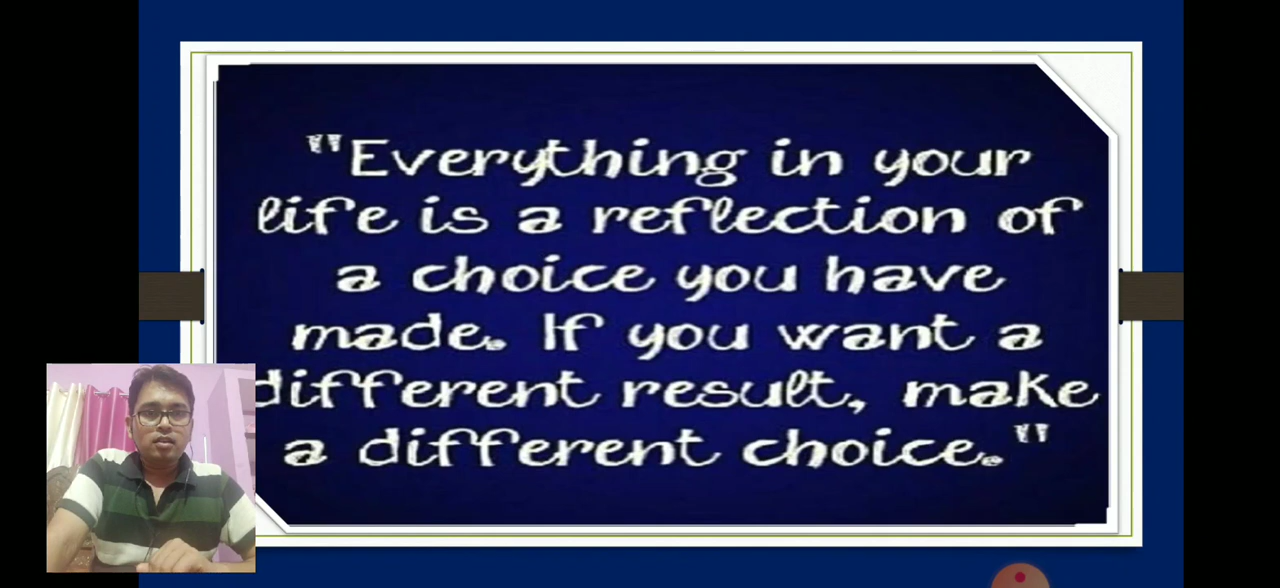 "Everything in your
life is a reflection of
a choice you have
made. If you want a
different result, make
a different choice."